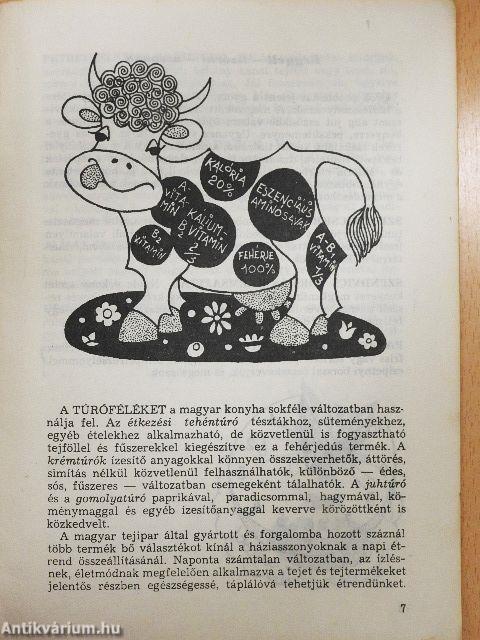 KALÓRIA
20%
ESZENCIÁLIS
AMINOSAVAK
A-
VITA-
MIN
KALIUM
B VITAMIN
2/3
B2
VITAMIN
FEHÉRJE
100%
A-B1
VITAMIN
1/3
A TÚRÓFÉLÉKET a magyar konyha sokféle változatban hasz-
nálja fel. Az étkezési tehéntúró tésztákhoz, süteményekhez,
egyéb ételekhez alkalmazható, de közvetlenül is fogyasztható
tejföllel és fűszerekkel kiegészítve ez a fehérjedús termék. A
krémtúrók ízesítő anyagokkal könnyen összekeverhetők, áttörés,
simítás nélkül közvetlenül felhasználhatók, különböző — édes,
sós, fűszeres — változatban csemegeként tálalhatók. A juhtúró
és a gomolyatúró paprikával, paradicsommal, hagymával, kö-
ménymaggal és egyéb ízesítőanyaggal keverve körözöttként is
közkedvelt.
A magyar tejipar által gyártott és forgalomba hozott száznál
több termék bő választékot kínál a háziasszonyoknak a napi ét-
rend összeállításánál. Naponta számtalan változatban, az ízlés-
nek, életmódnak megfelelően alkalmazva a tejet és tejtermékeket
jelentős részben egészségessé, táplálóvá tehetjük étrendünket.
7
Antikvárium.hu